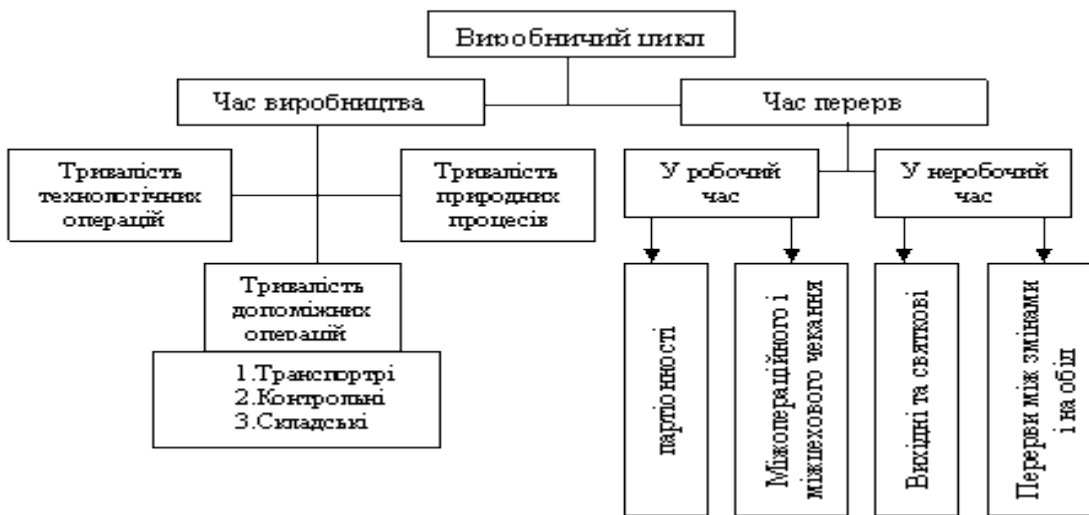 Виробничий цикл
Час виробництва
Час перерв
Тривалість
технологічних
операцій
Тривалість
природних
процесів
У робочий
час
У неробочий
час
Тривалість
допоміжних
операцій
1.Транспортрі
2.Контрольні
3.Складські
партіонності
Міжопераційного і
міжцехового чекання
Вихідні та святкові
Перерви між змінами
і на обід